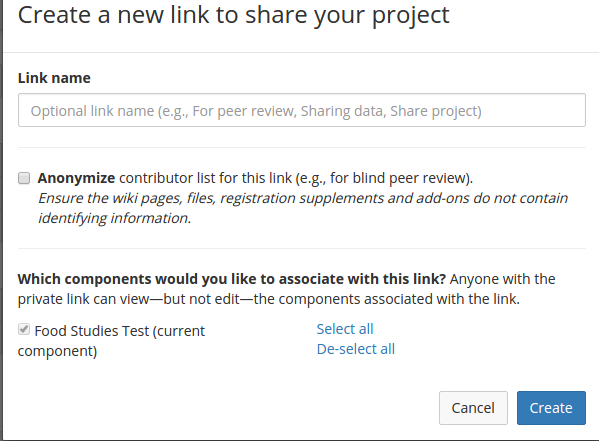 Create a new link to share your project
Link name
Optional link name (e.g., For peer review, Sharing data, Share project)
Anonymize contributor list for this link (e.g., for blind peer review).
Ensure the wiki pages, files, registration supplements and add-ons do not contain
identifying information.
Which components would you like to associate with this link? Anyone with the
private link can view—but not edit—the components associated with the link.
Food Studies Test (current
component)
Select all
De-select all
Cancel
Create